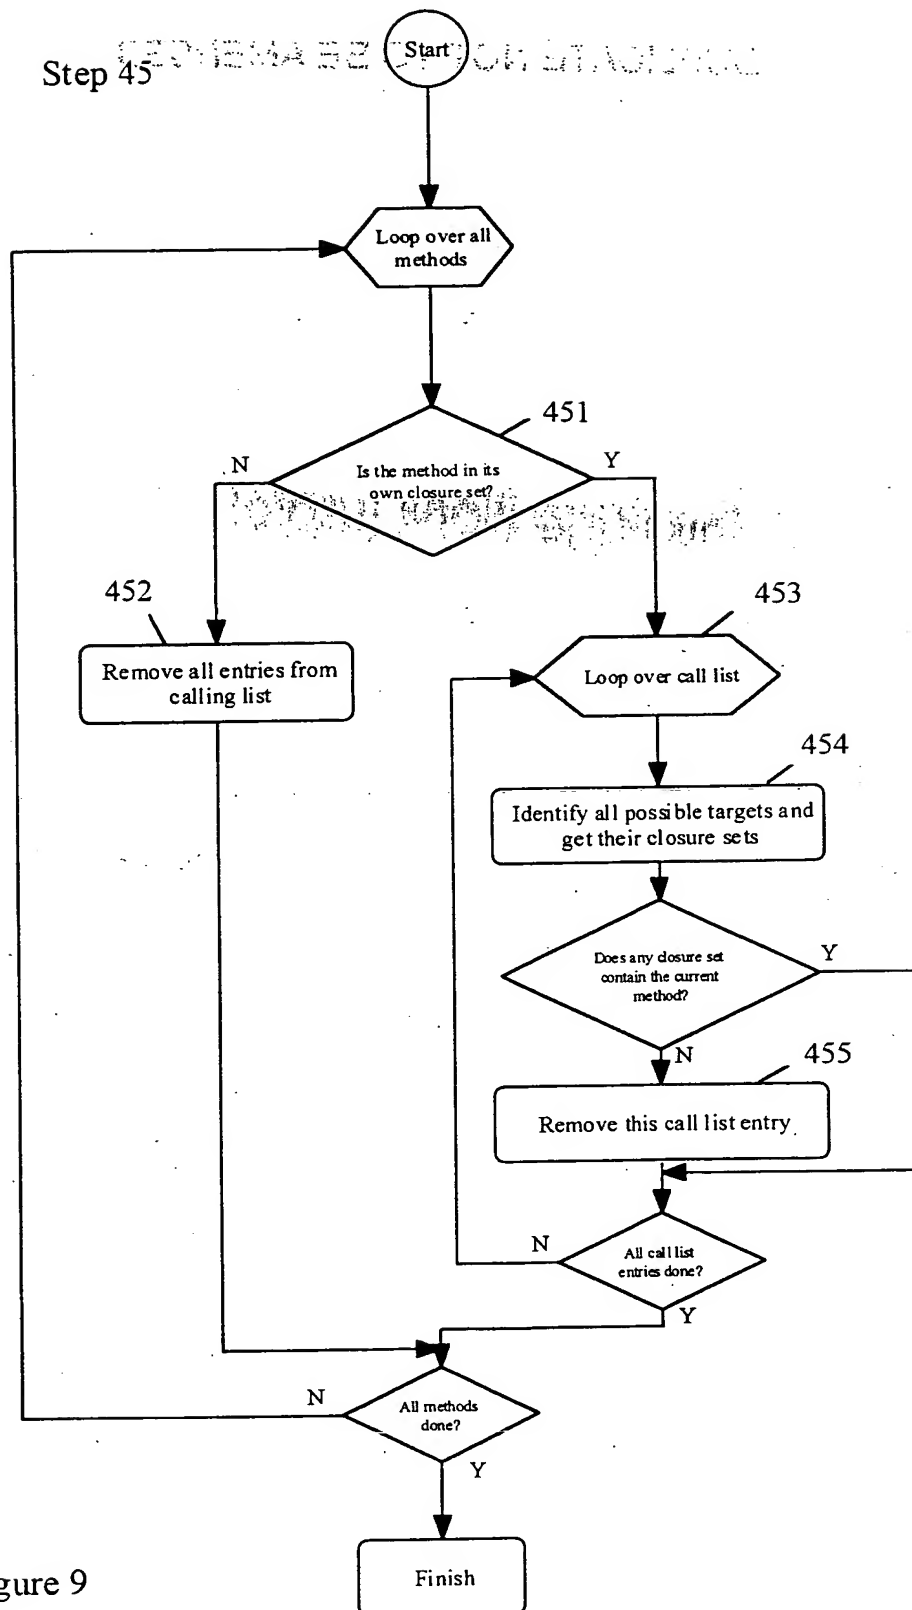 Start
Step 45
Loop over all
methods
451
N
Is the method in its
own closure set?
Y
452
453
Remove all entries from
calling list
Loop over call list
454
Identify all possible targets and
get their closure sets
Does any closure set
contain the current
method?
Y
N
455
Remove this call list entry
N
All call list
entries done?
Y
N
All methods
done?
Y
Finish
gure 9